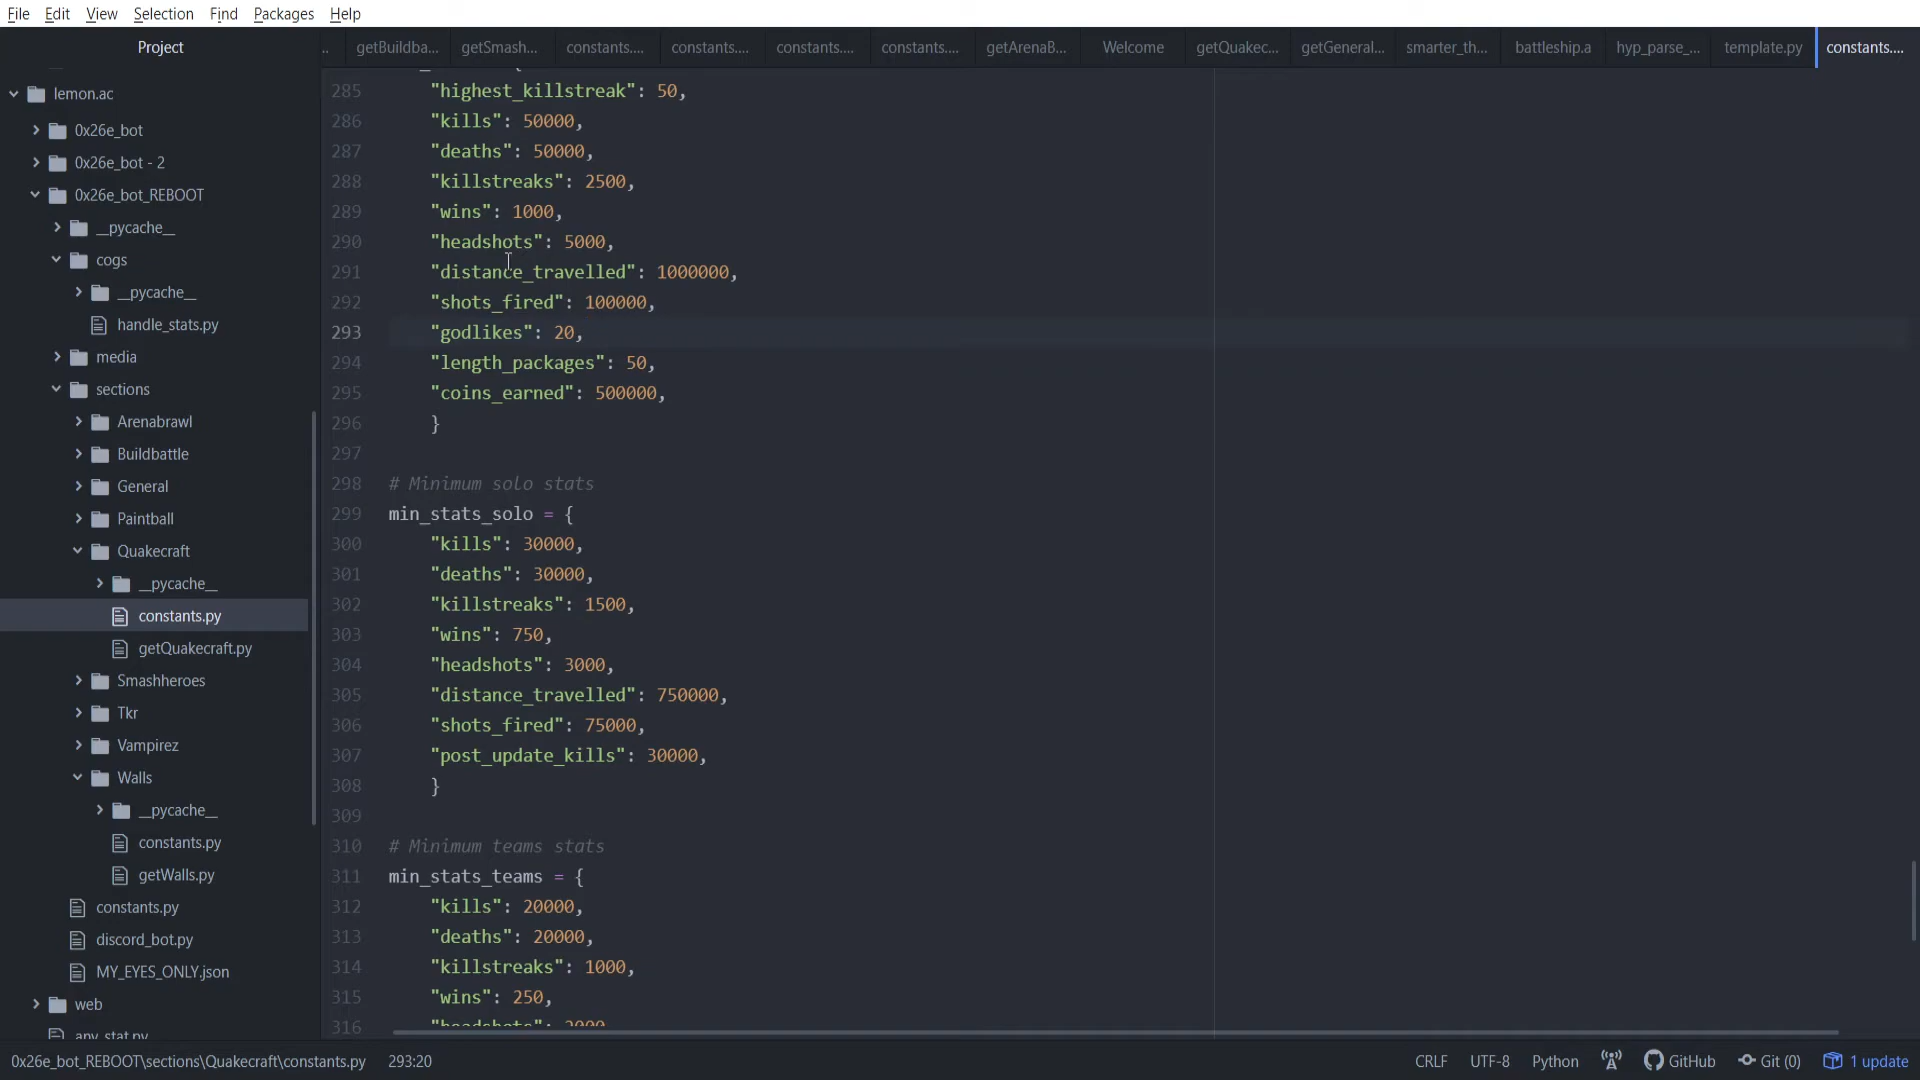 File Edit View Selection Find Packages Help
Project
.. getBuildba... getSmash... constants.... constants.... constants.... constants.... getArenaB... Welcome getQuakec... getGeneral... smarter_th... battleship.a hyp_parse_... template.py constants....
lemon.ac
0x26e_bot
0x26e_bot - 2
0x26e_bot_REBOOT
__pycache__
cogs
__pycache__
handle_stats.py
media
sections
Arenabrawl
Buildbattle
General
Paintball
Quakecraft
__pycache__
constants.py
getQuakecraft.py
Smashheroes
Tkr
Vampirez
Walls
__pycache__
constants.py
getWalls.py
constants.py
discord_bot.py
MY_EYES_ONLY.json
web
any_stat.py
285 "highest_killstreak": 50,
286 "kills": 50000,
287 "deaths": 50000,
288 "killstreaks": 2500,
289 "wins": 1000,
290 "headshots": 5000,
291 "distance_travelled": 1000000,
292 "shots_fired": 100000,
293 "godlikes": 20,
294 "length_packages": 50,
295 "coins_earned": 500000,
296 }
297
298 # Minimum solo stats
299 min_stats_solo = {
300 "kills": 30000,
301 "deaths": 30000,
302 "killstreaks": 1500,
303 "wins": 750,
304 "headshots": 3000,
305 "distance_travelled": 750000,
306 "shots_fired": 75000,
307 "post_update_kills": 30000,
308 }
309
310 # Minimum teams stats
311 min_stats_teams = {
312 "kills": 20000,
313 "deaths": 20000,
314 "killstreaks": 1000,
315 "wins": 250,
316 "headshots": 2000
0x26e_bot_REBOOT\sections\Quakecraft\constants.py 293:20 CRLF UTF-8 Python GitHub Git (0) 1 update